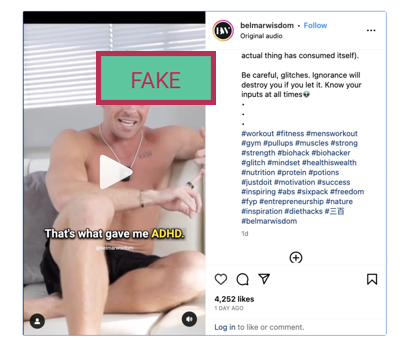 belmarwisdom • Follow
Original audio
FAKE
actual thing has consumed itself).
Be careful, glitches. Ignorance will
destroy you if you let it. Know your
inputs at all times👽
•
•
•
#workout #fitness #mensworkout
#gym #pullups #muscles #strong
#strength #biohack #biohacker
#glitch #mindset #healthiswealth
#nutrition #protein #potions
#justdoit #motivation #success
#inspiring #abs #sixpack #freedom
#fyp #entrepreneurship #nature
#inspiration #diethacks #三百
#belmarwisdom
1d
That's what gave me ADHD.
@belmarwisdom
4,252 likes
1 DAY AGO
Log in to like or comment.